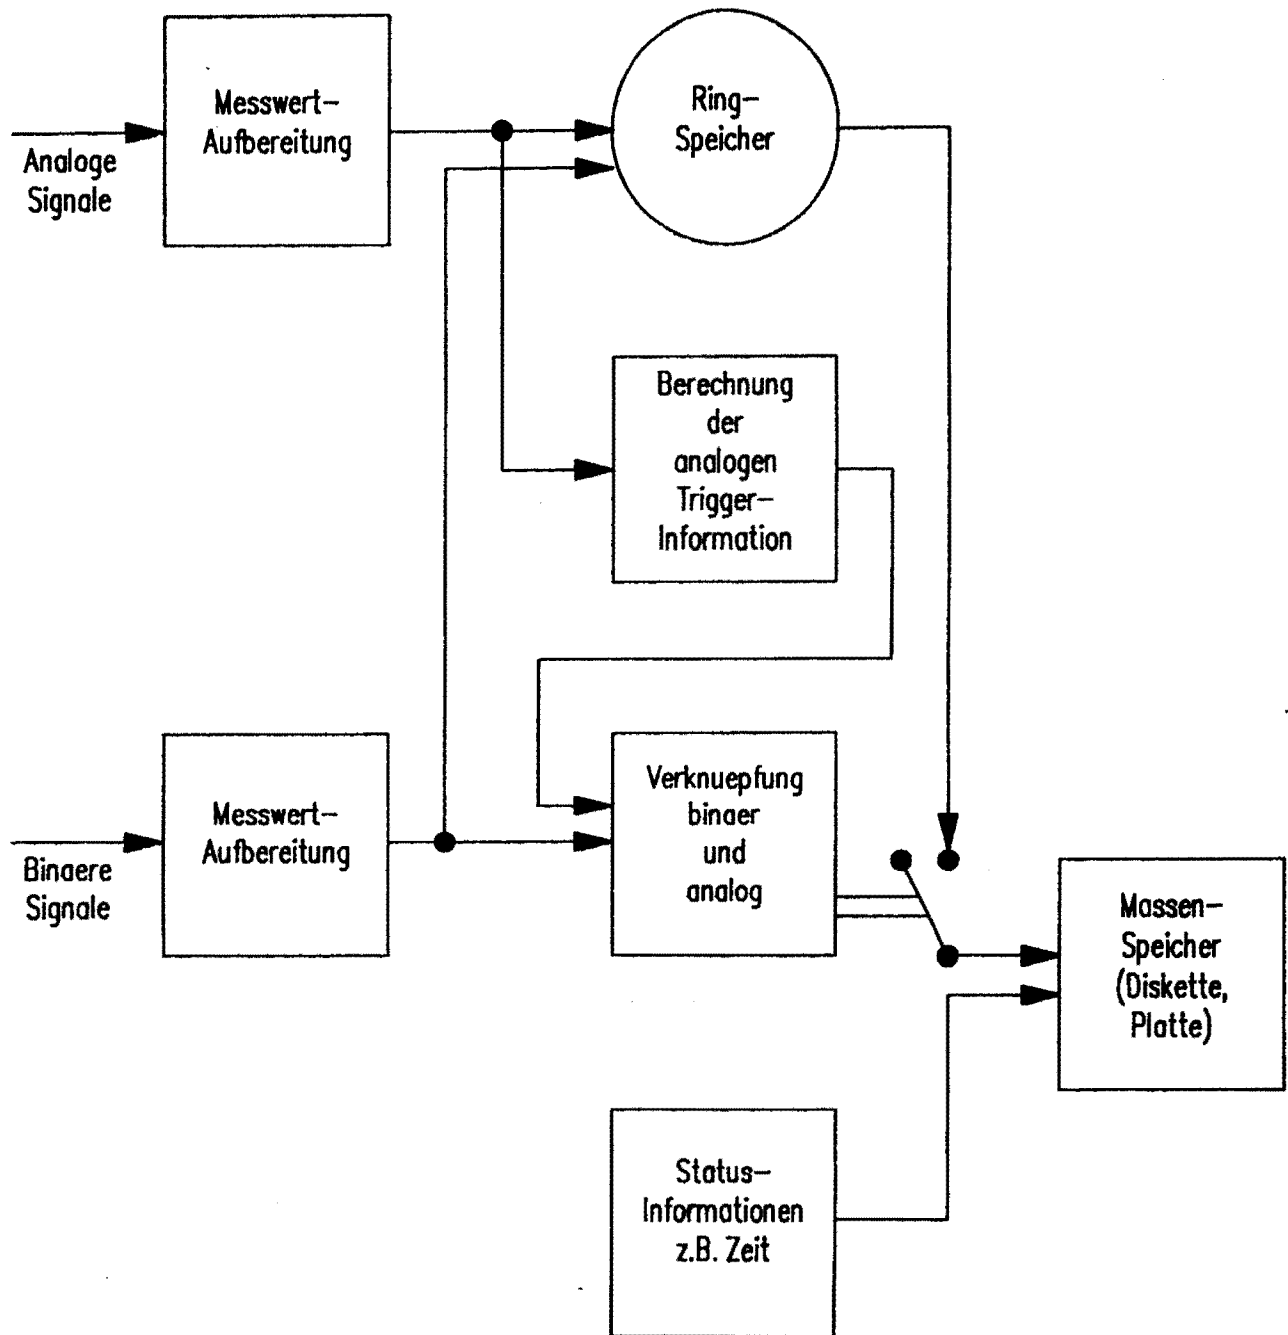 Messwert-
Aufbereitung
Ring-
Speicher
Analoge
Signale
Berechnung
der
analogen
Trigger-
Information
Messwert-
Aufbereitung
Verknuepfung
binaer
und
analog
Binaere
Signale
Massen-
Speicher
(Diskette,
Platte)
Status-
Informationen
z.B. Zeit